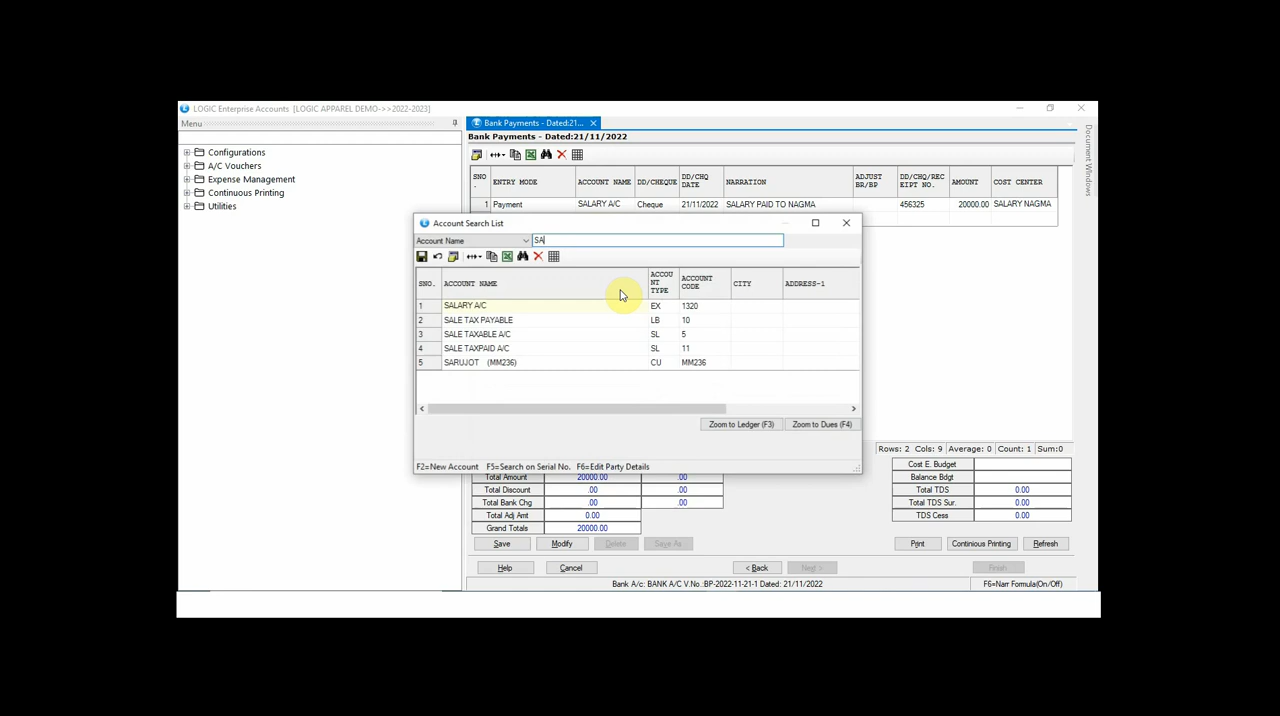 LOGIC Enterprise Accounts [LOGIC APPAREL DEMO->>2022-2023]
Menu
Configurations
A/C Vouchers
Expense Management
Continuous Printing
Utilities
Bank Payments - Dated:21...
Bank Payments - Dated:21/11/2022
SNO. ENTRY MODE ACCOUNT NAME DD/CHEQUE DD/CHQ DATE NARRATION ADJUST BR/BP DD/CHQ/RECEIPT NO. AMOUNT COST CENTER
1 Payment SALARY A/C Cheque 21/11/2022 SALARY PAID TO NAGMA 456325 20000.00 SALARY NAGMA
Account Search List
Account Name SA
SNO. ACCOUNT NAME ACCOUNT TYPE ACCOUNT CODE CITY ADDRESS-1
1 SALARY A/C EX 1320
2 SALE TAX PAYABLE LB 10
3 SALE TAXABLE A/C SL 5
4 SALE TAXPAID A/C SL 11
5 SARUJOT (MM236) CU MM236
Zoom to Ledger (F3) Zoom to Dues (F4)
F2=New Account F5=Search on Serial No. F6=Edit Party Details
Rows: 2 Cols: 9 Average: 0 Count: 1 Sum:0
Cost E. Budget
Balance Bdgt
Total TDS 0.00
Total TDS Sur. 0.00
TDS Cess 0.00
Total Amount 20000.00 .00
Total Discount .00 .00
Total Bank Chg .00 .00
Total Adj Amt 0.00
Grand Totals 20000.00
Save Modify Delete Save As Print Continious Printing Refresh
Help Cancel < Back Next > Finish
Bank A/c: BANK A/C V.No.:BP-2022-11-21-1 Dated: 21/11/2022 F6=Narr Formula(On/Off)
Document Windows